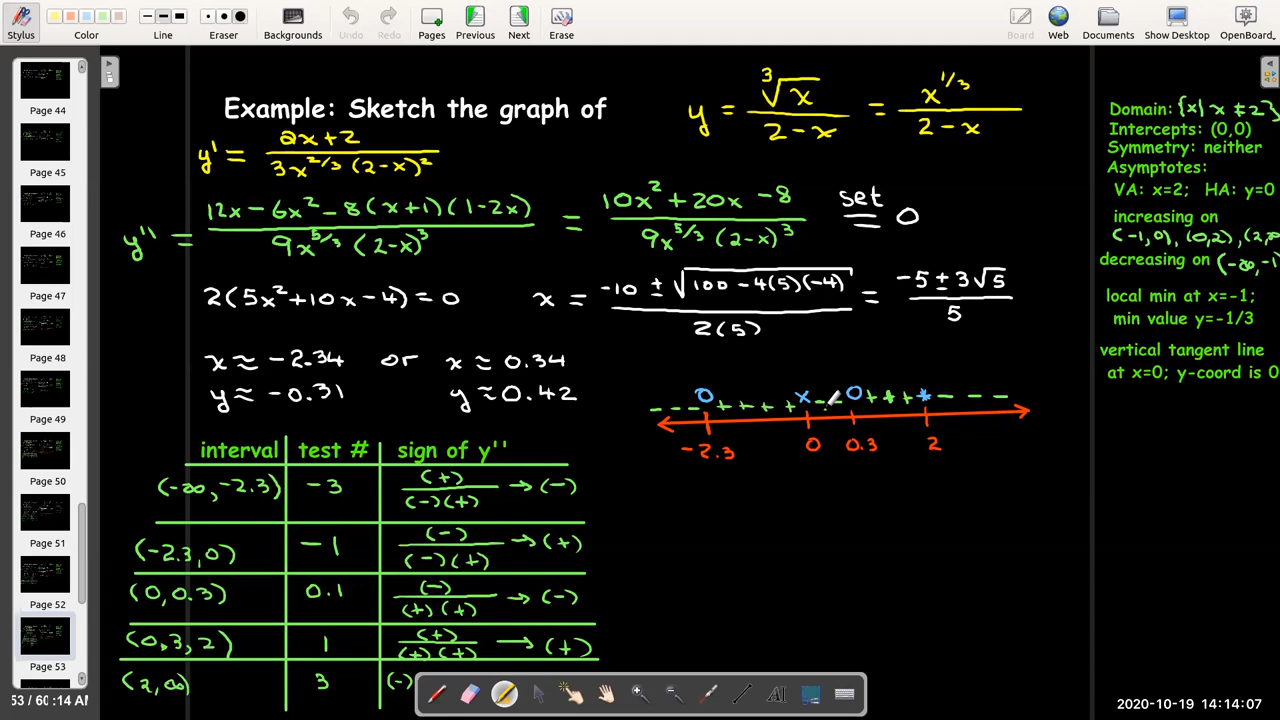 Stylus
Color
Line
Eraser
Backgrounds
Undo
Redo
Pages
Previous
Next
Erase
Board
Web
Documents
Show Desktop
OpenBoard
Page 44
Page 45
Page 46
Page 47
Page 48
Page 49
Page 50
Page 51
Page 52
Page 53
Example: Sketch the graph of y = ∛x / (2-x) = x^(1/3) / (2-x)
y' = (2x+2) / (3x^(2/3) (2-x)²)
y'' = (12x - 6x² - 8(x+1)(1-2x)) / (9x^(5/3) (2-x)³) = (10x² + 20x - 8) / (9x^(5/3) (2-x)³) set = 0
2(5x²+10x-4) = 0 x = (-10 ± √(100-4(5)(-4))) / 2(5) = (-5 ± 3√5) / 5
x ≈ -2.34 or x ≈ 0.34
y ≈ -0.31 y ≈ 0.42
--- 0 ++++ x -- 0 +++ * ---
-2.3 0 0.3 2
interval test # sign of y''
(-∞, -2.3) -3 (+) / (-)(+) → (-)
(-2.3, 0) -1 (-) / (-)(+) → (+)
(0, 0.3) 0.1 (-) / (+)(+) → (-)
(0,3, 2) 1 (+) / (+)(+) → (+)
(2, ∞) 3 (-)
Domain: {x| x ≠ 2}
Intercepts: (0,0)
Symmetry: neither
Asymptotes:
VA: x=2; HA: y=0
increasing on
(-1,0), (0,2), (2,∞
decreasing on (-∞,-1)
local min at x=-1;
min value y=-1/3
vertical tangent line
at x=0; y-coord is 0
53 / 60
:14 AM
2020-10-19 14:14:07